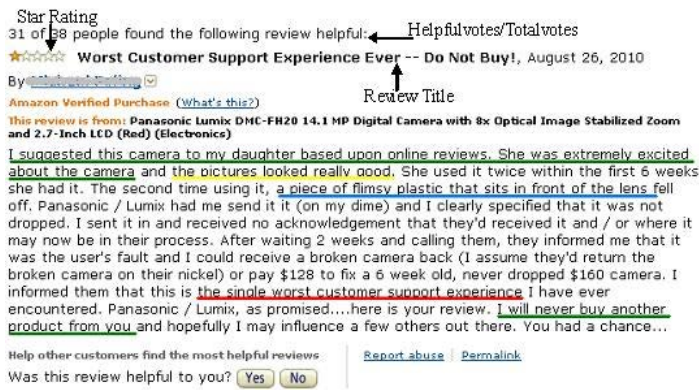 Star Rating
31 of 38 people found the following review helpful: Helpfulvotes/Totalvotes
Worst Customer Support Experience Ever -- Do Not Buy!, August 26, 2010
By
Review Title
Amazon Verified Purchase (What's this?)
This review is from: Panasonic Lumix DMC-FH20 14.1 MP Digital Camera with 8x Optical Image Stabilized Zoom
and 2.7-Inch LCD (Red) (Electronics)
I suggested this camera to my daughter based upon online reviews. She was extremely excited
about the camera and the pictures looked really good. She used it twice within the first 6 weeks
she had it. The second time using it, a piece of flimsy plastic that sits in front of the lens fell
off. Panasonic / Lumix had me send it it (on my dime) and I clearly specified that it was not
dropped. I sent it in and received no acknowledgement that they'd received it and / or where it
may now be in their process. After waiting 2 weeks and calling them, they informed me that it
was the user's fault and I could receive a broken camera back (I assume they'd return the
broken camera on their nickel) or pay $128 to fix a 6 week old, never dropped $160 camera. I
informed them that this is the single worst customer support experience I have ever
encountered. Panasonic / Lumix, as promised....here is your review. I will never buy another
product from you and hopefully I may influence a few others out there. You had a chance...
Help other customers find the most helpful reviews
Report abuse | Permalink
Was this review helpful to you? Yes No